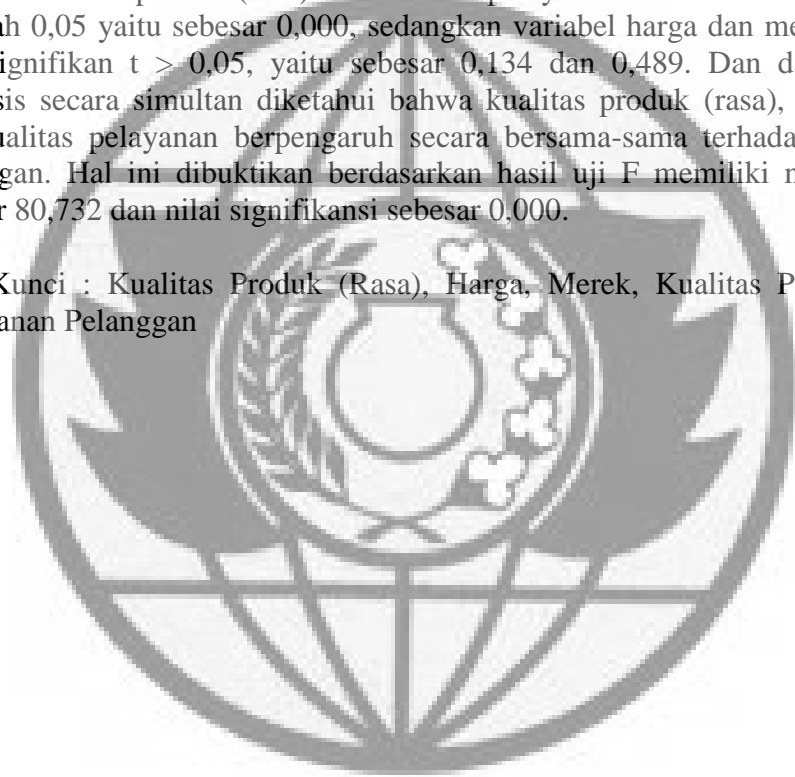 ah 0,05 yaitu sebesar 0,000, sedangkan variabel harga dan me
ignifikan t > 0,05, yaitu sebesar 0,134 dan 0,489. Dan da
sis secara simultan diketahui bahwa kualitas produk (rasa),
ualitas pelayanan berpengaruh secara bersama-sama terhada
gan. Hal ini dibuktikan berdasarkan hasil uji F memiliki n
r 80,732 dan nilai signifikansi sebesar 0,000.
Kunci : Kualitas Produk (Rasa), Harga, Merek, Kualitas P
anan Pelanggan